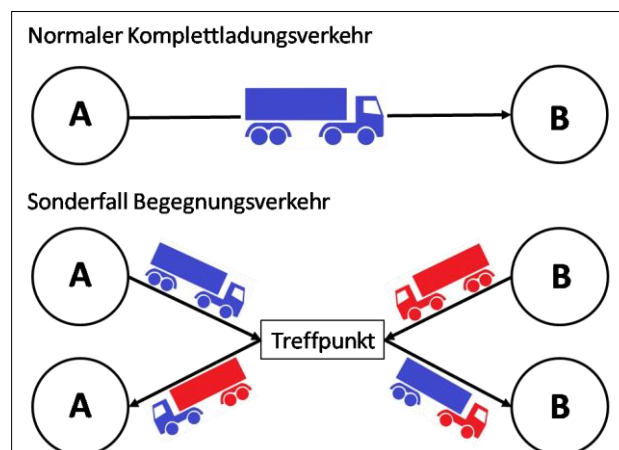 Normaler Komplettladungsverkehr
A
B
Sonderfall Begegnungsverkehr
A
B
Treffpunkt
A
B